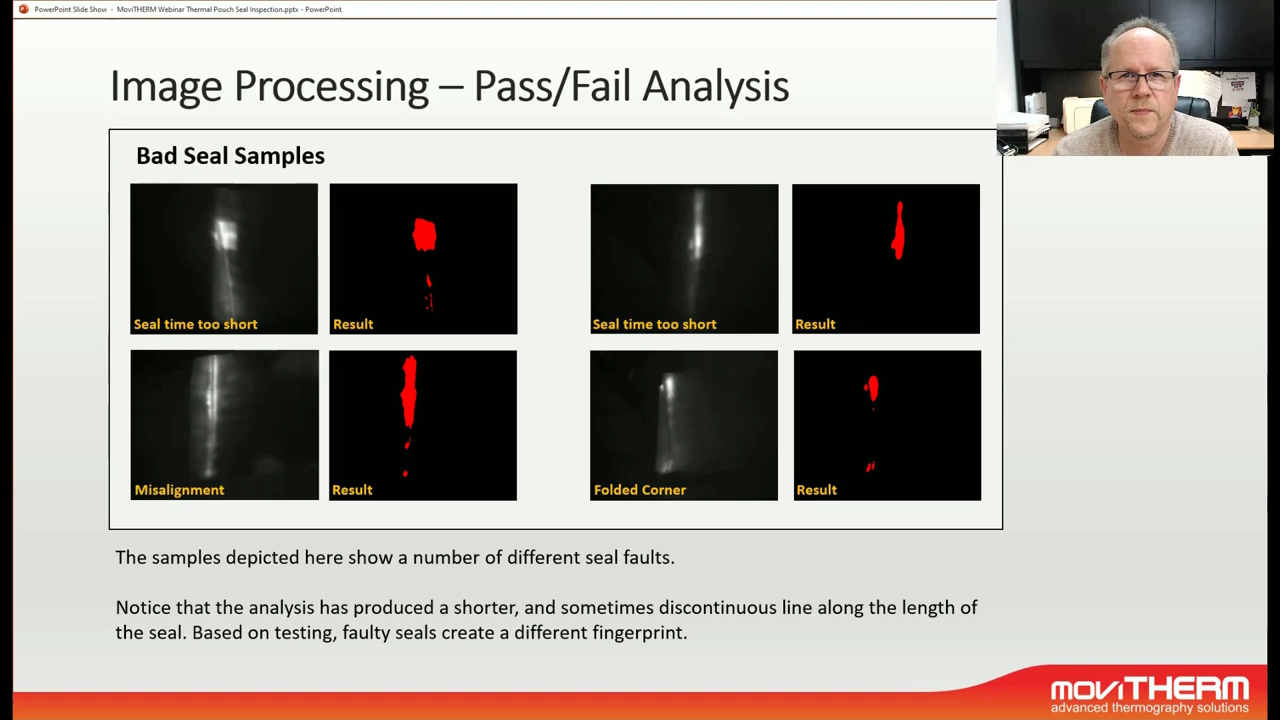 PowerPoint Slide Show - MoviTHERM Webinar Thermal Pouch Seal Inspection.pptx - PowerPoint
Image Processing – Pass/Fail Analysis
Bad Seal Samples
Seal time too short
Result
Seal time too short
Result
Misalignment
Result
Folded Corner
Result
The samples depicted here show a number of different seal faults.
Notice that the analysis has produced a shorter, and sometimes discontinuous line along the length of
the seal. Based on testing, faulty seals create a different fingerprint.
moviTHERM
advanced thermography solutions